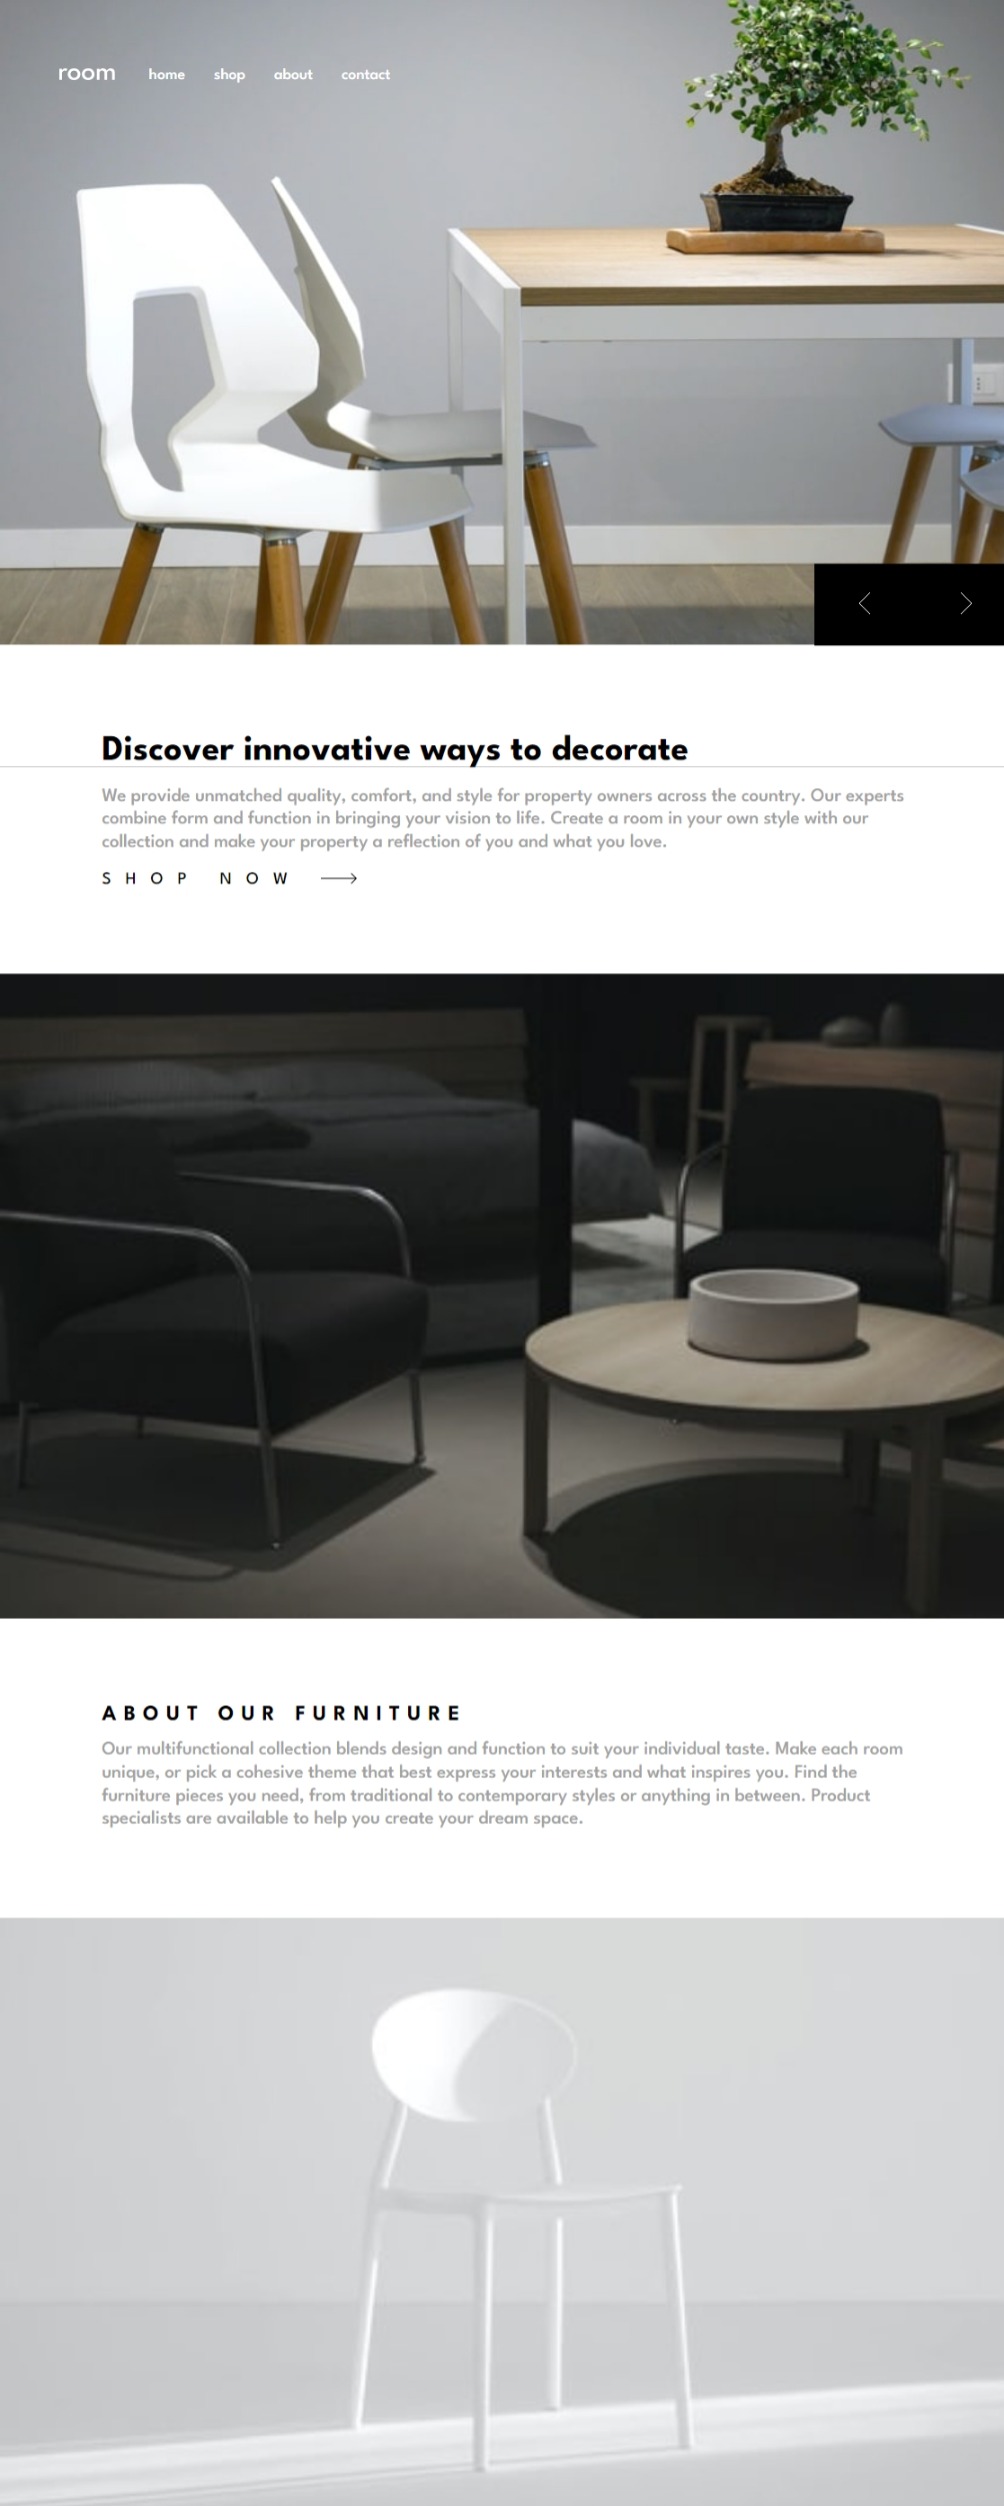 room home shop about contact
Discover innovative ways to decorate
We provide unmatched quality, comfort, and style for property owners across the country. Our experts
combine form and function in bringing your vision to life. Create a room in your own style with our
collection and make your property a reflection of you and what you love.
SHOP NOW
ABOUT OUR FURNITURE
Our multifunctional collection blends design and function to suit your individual taste. Make each room
unique, or pick a cohesive theme that best express your interests and what inspires you. Find the
furniture pieces you need, from traditional to contemporary styles or anything in between. Product
specialists are available to help you create your dream space.